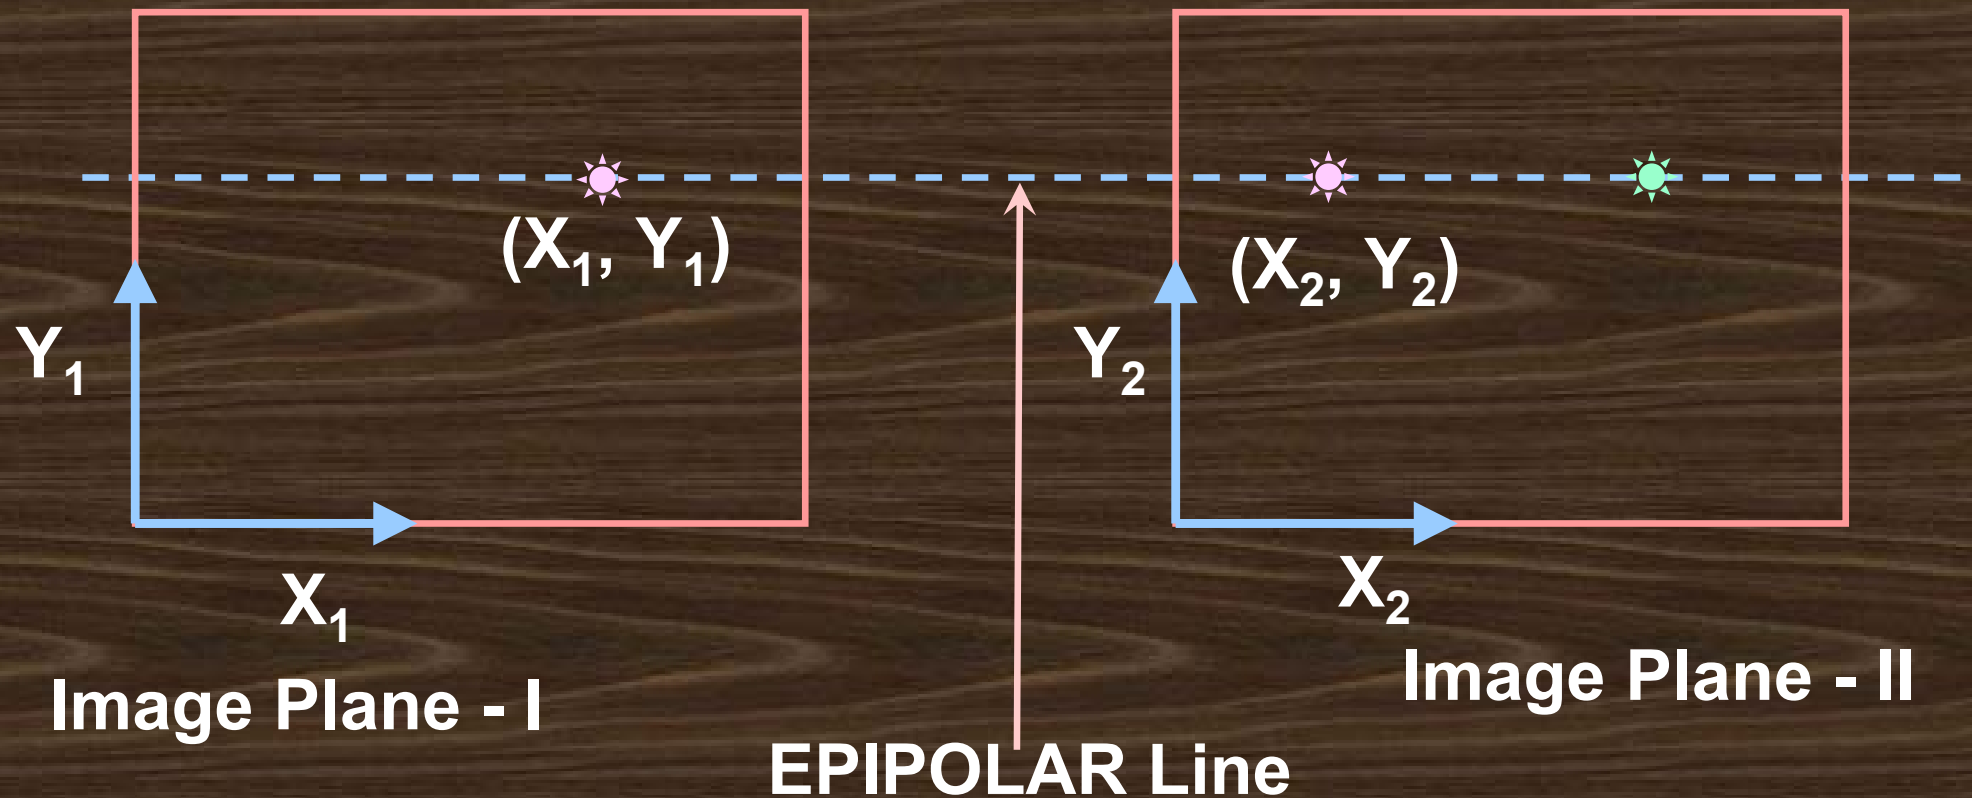 (X₁, Y₁)
(X₂, Y₂)
Y₁
Y₂
X₁
X₂
Image Plane - I
Image Plane - II
EPIPOLAR Line